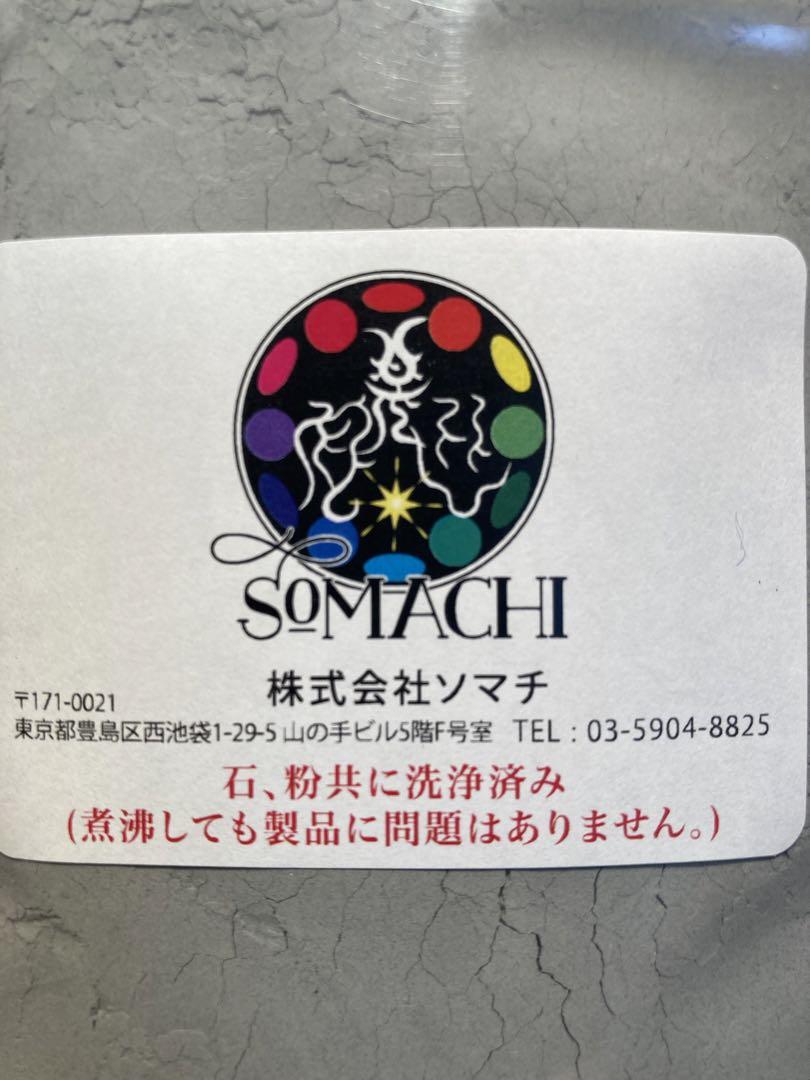 SoMACHI
株式会社ソマチ
〒171-0021
東京都豊島区西池袋1-29-5 山の手ビル5階F号室 TEL : 03-5904-8825
石、粉共に洗浄済み
(煮沸しても製品に問題はありません。)